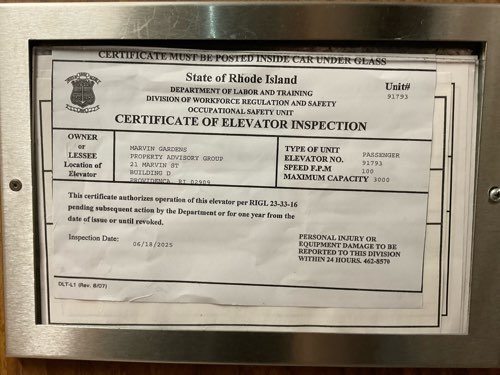 CERTIFICATE MUST BE POSTED INSIDE CAR UNDER GLASS
State of Rhode Island
DEPARTMENT OF LABOR AND TRAINING
DIVISION OF WORKFORCE REGULATION AND SAFETY
OCCUPATIONAL SAFETY UNIT
CERTIFICATE OF ELEVATOR INSPECTION
Unit#
91793
OWNER
or
LESSEE
Location of
Elevator
MARVIN GARDENS
PROPERTY ADVISORY GROUP
21 MARVIN ST
BUILDING D
PROVIDENCE, RI 02909
TYPE OF UNIT PASSENGER
ELEVATOR NO. 91793
SPEED F.P.M 100
MAXIMUM CAPACITY 3000
This certificate authorizes operation of this elevator per RIGL 23-33-16
pending subsequent action by the Department or for one year from the
date of issue or until revoked.
Inspection Date: 06/18/2025
PERSONAL INJURY OR
EQUIPMENT DAMAGE TO BE
REPORTED TO THIS DIVISION
WITHIN 24 HOURS. 462-8570
DLT-L1 (Rev. 8/07)